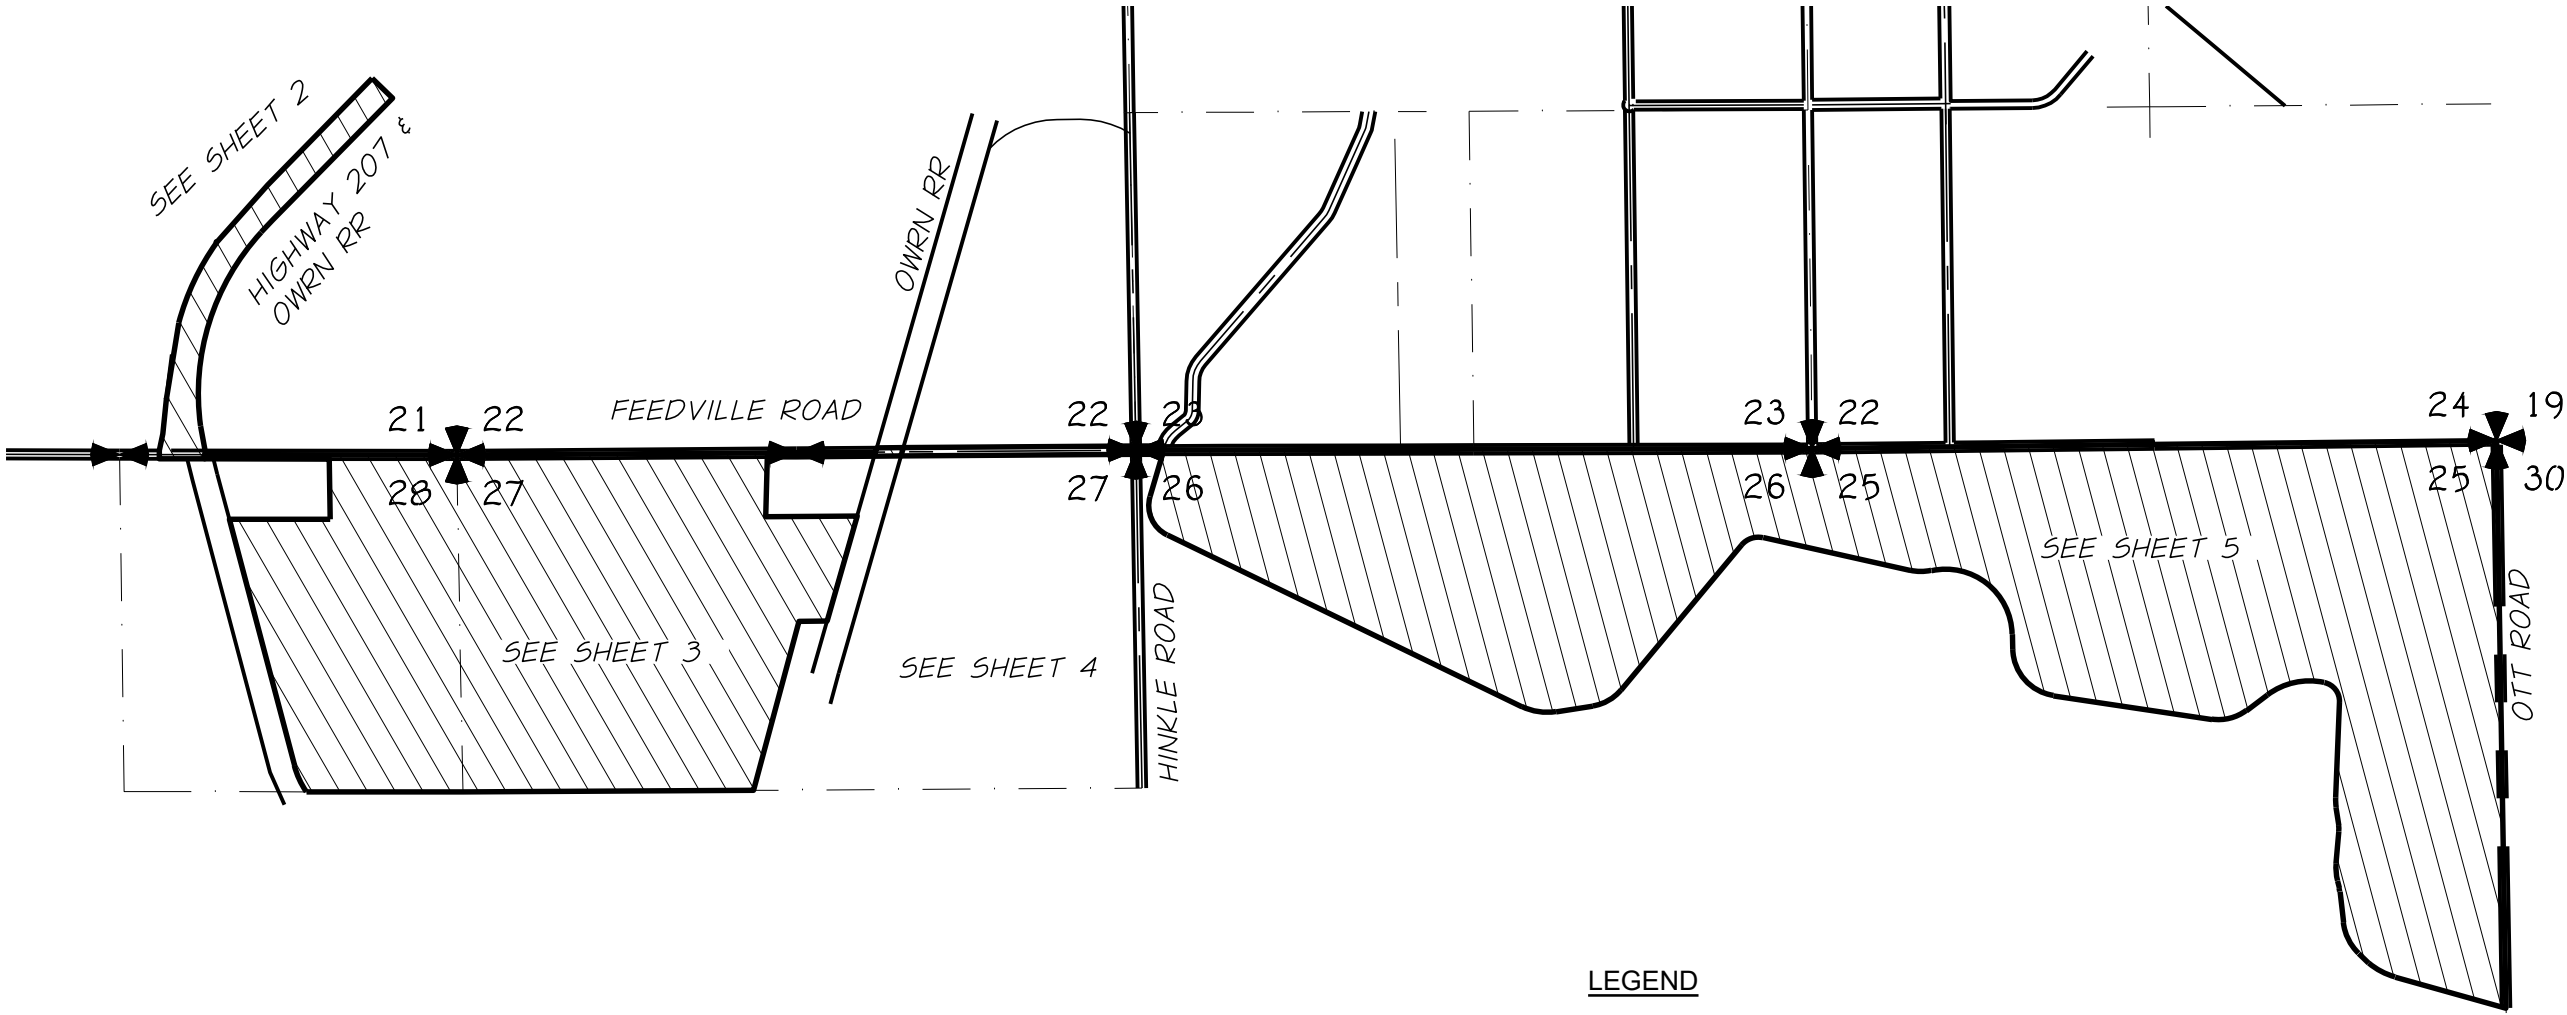 SEE SHEET 2
HIGHWAY 207 &
OWRN RR
OWRN RR
FEEDVILLE ROAD
21 22
28 27
22 23
27 26
23 22
26 25
24 19
25 30
SEE SHEET 3
SEE SHEET 4
HINKLE ROAD
SEE SHEET 5
OTT ROAD
LEGEND